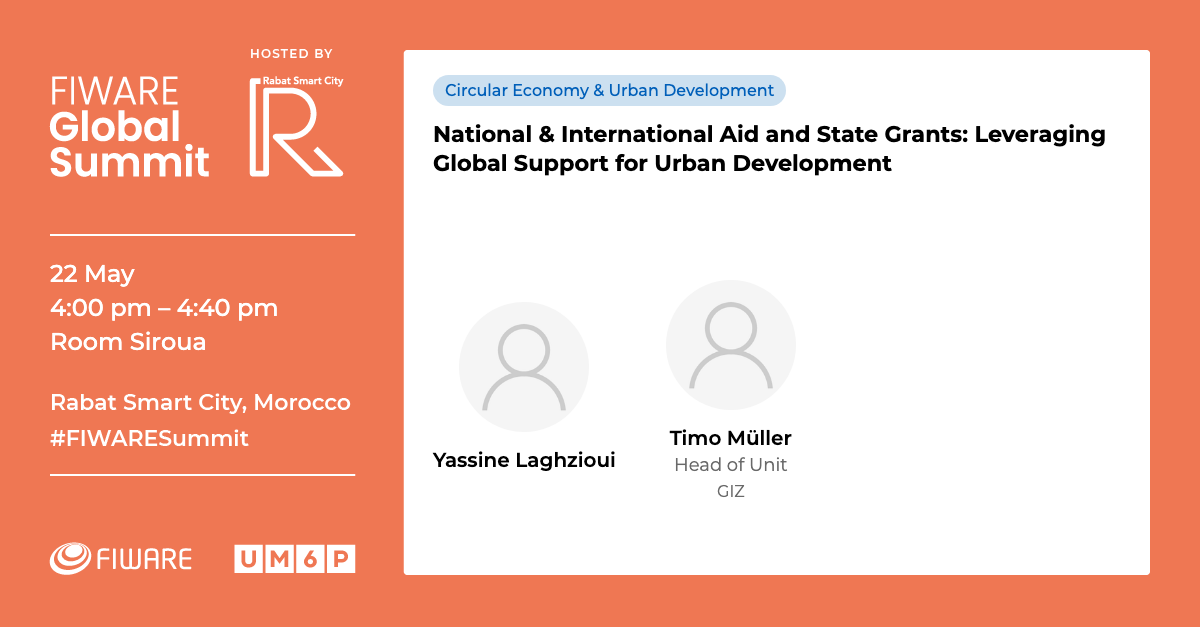 FIWARE
Global
Summit
HOSTED BY
Rabat Smart City
R
22 May
4:00 pm – 4:40 pm
Room Siroua
Rabat Smart City, Morocco
#FIWARESummit
FIWARE
UM6P
Circular Economy & Urban Development
National & International Aid and State Grants: Leveraging
Global Support for Urban Development
Yassine Laghzioui
Timo Müller
Head of Unit
GIZ